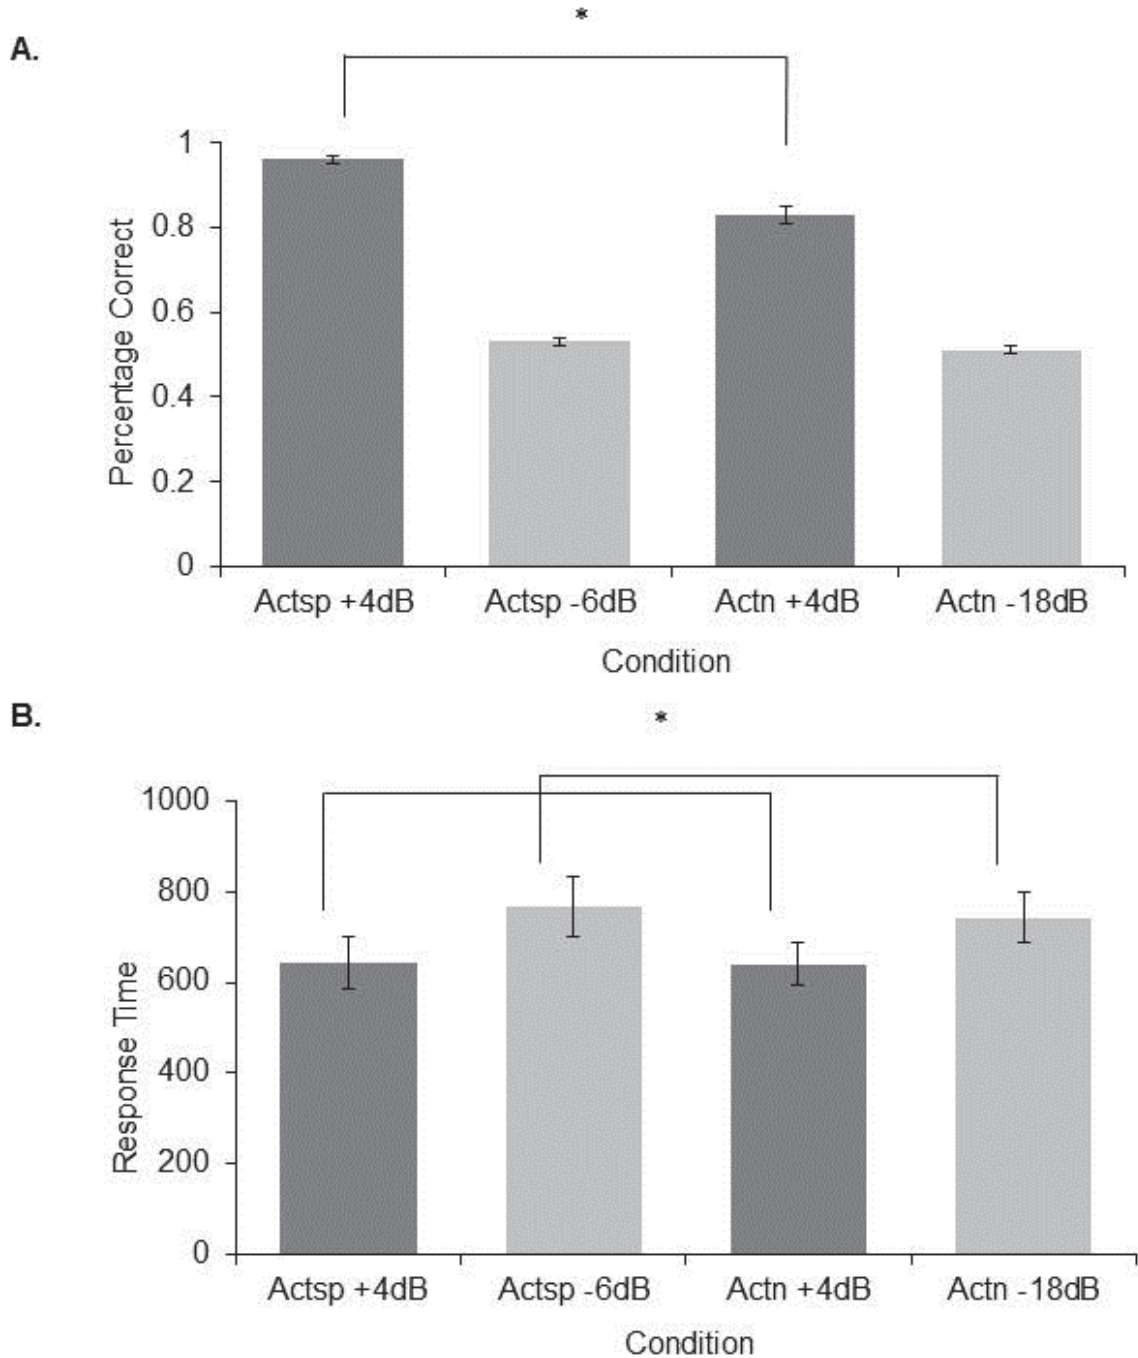 *
A.
1
0.8
0.6
0.4
0.2
0
Percentage Correct
Actsp +4dB Actsp -6dB Actn +4dB Actn -18dB
Condition
B.
*
1000
800
600
400
200
0
Response Time
Actsp +4dB Actsp -6dB Actn +4dB Actn -18dB
Condition